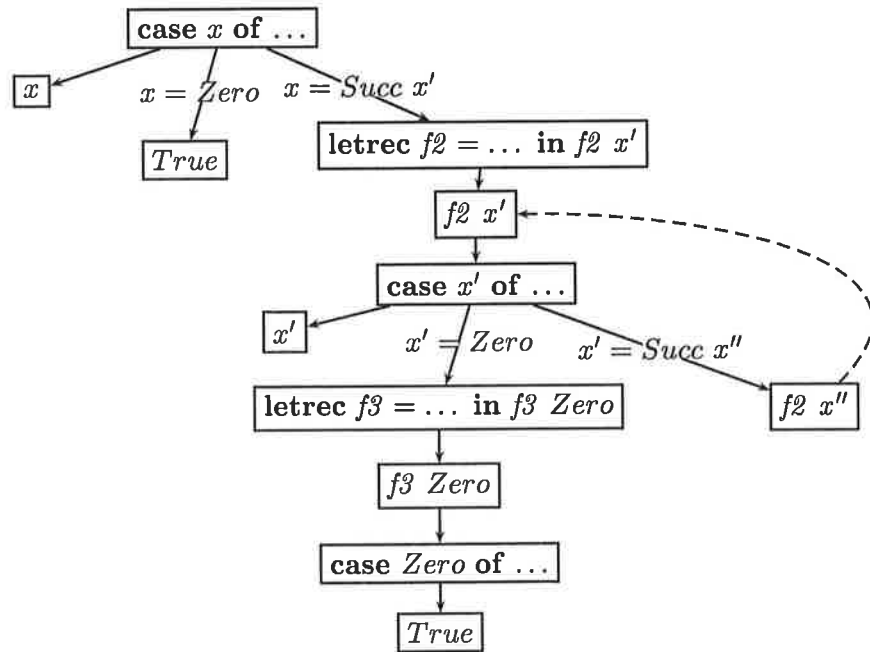 case x of ...
x
x = Zero
x = Succ x′
True
letrec f2 = ... in f2 x′
f2 x′
case x′ of ...
x′
x′ = Zero
x′ = Succ x″
letrec f3 = ... in f3 Zero
f2 x″
f3 Zero
case Zero of ...
True